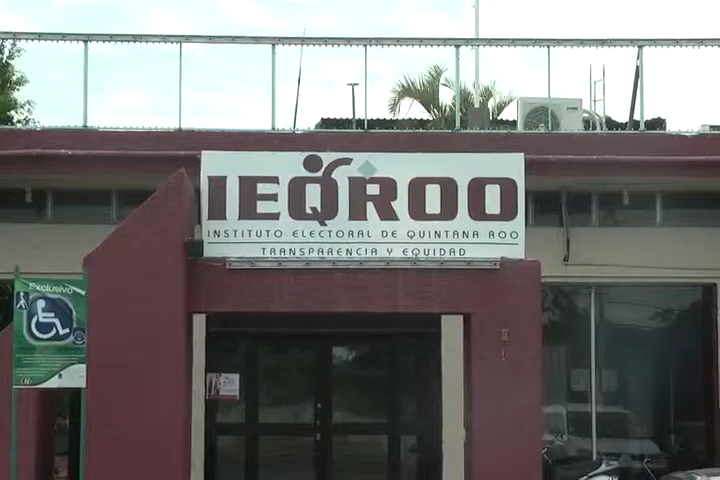 IEQROO
INSTITUTO ELECTORAL DE QUINTANA ROO
TRANSPARENCIA Y EQUIDAD
Exclusivo